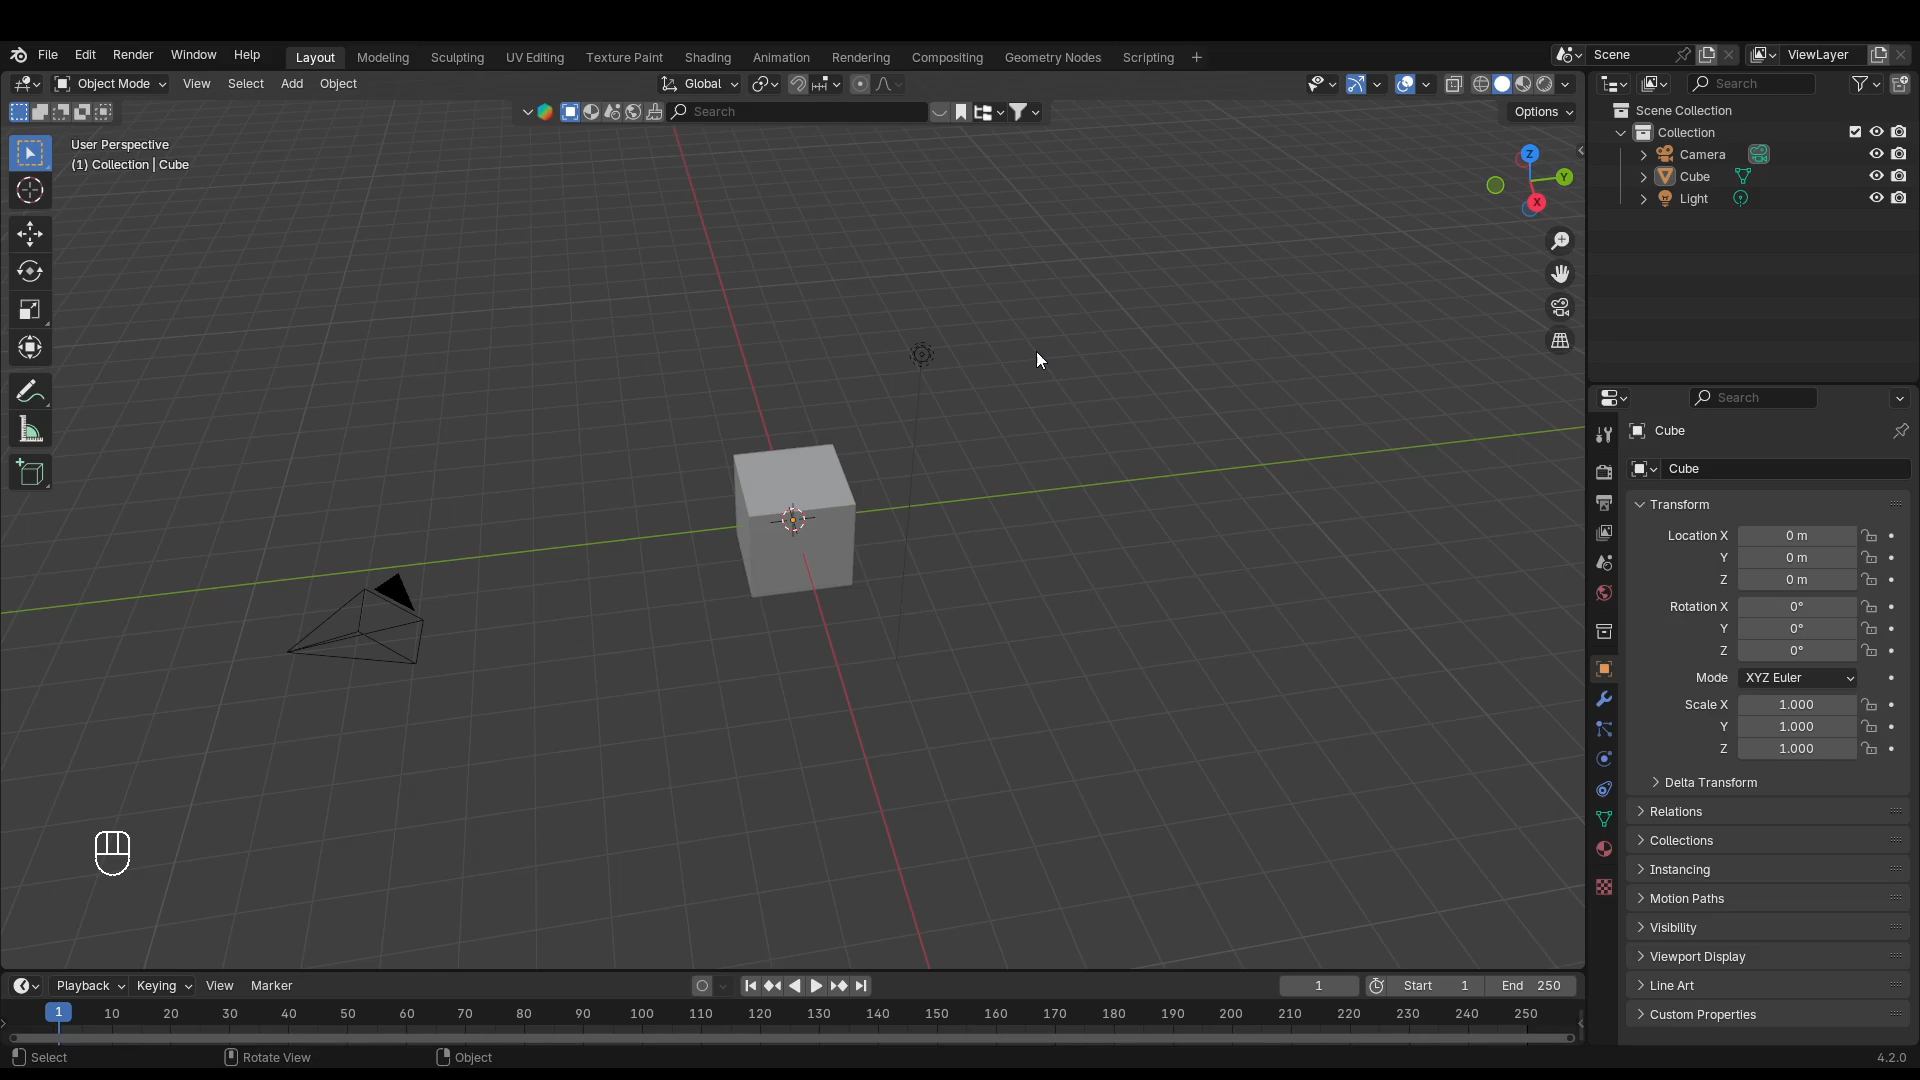 File Edit Render Window Help Layout Modeling Sculpting UV Editing Texture Paint Shading Animation Rendering Compositing Geometry Nodes Scripting + Scene ViewLayer
Object Mode View Select Add Object Global Search
Search Options
User Perspective
(1) Collection | Cube
Z
Y
X
Scene Collection
Collection
Camera
Cube
Light
Search
Cube
Cube
Transform
Location X 0 m
Y 0 m
Z 0 m
Rotation X 0°
Y 0°
Z 0°
Mode XYZ Euler
Scale X 1.000
Y 1.000
Z 1.000
Delta Transform
Relations
Collections
Instancing
Motion Paths
Visibility
Viewport Display
Line Art
Custom Properties
Playback Keying View Marker 1 Start 1 End 250
1 10 20 30 40 50 60 70 80 90 100 110 120 130 140 150 160 170 180 190 200 210 220 230 240 250
Select Rotate View Object 4.2.0